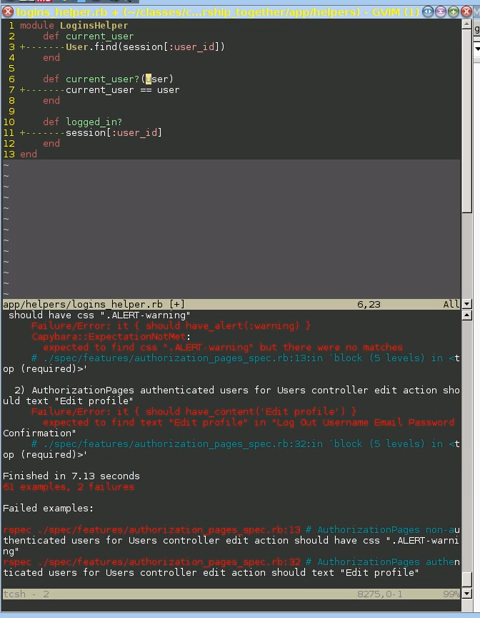 logins_helper.rb + (~/classes/c...rship_together/app/helpers) - GVIM (1)
1 module LoginsHelper
2     def current_user
3 +-------User.find(session[:user_id])
4     end
5
6     def current_user?(user)
7 +-------current_user == user
8     end
9
10     def logged_in?
11 +-------session[:user_id]
12     end
13 end
~
~
~
~
~
~
~
~
~
~
~
~
~
app/helpers/logins_helper.rb [+] 6,23 All
should have css ".ALERT-warning"
Failure/Error: it { should have_alert(:warning) }
Capybara::ExpectationNotMet:
expected to find css ".ALERT-warning" but there were no matches
# ./spec/features/authorization_pages_spec.rb:13:in `block (5 levels) in <t
op (required)>'
2) AuthorizationPages authenticated users for Users controller edit action sho
uld text "Edit profile"
Failure/Error: it { should have_content('Edit profile') }
expected to find text "Edit profile" in "Log Out Username Email Password
Confirmation"
# ./spec/features/authorization_pages_spec.rb:32:in `block (5 levels) in <t
op (required)>'
Finished in 7.13 seconds
61 examples, 2 failures
Failed examples:
rspec ./spec/features/authorization_pages_spec.rb:13 # AuthorizationPages non-au
thenticated users for Users controller edit action should have css ".ALERT-warni
ng"
rspec ./spec/features/authorization_pages_spec.rb:32 # AuthorizationPages authen
ticated users for Users controller edit action should text "Edit profile"
tcsh - 2 8275,0-1 99%